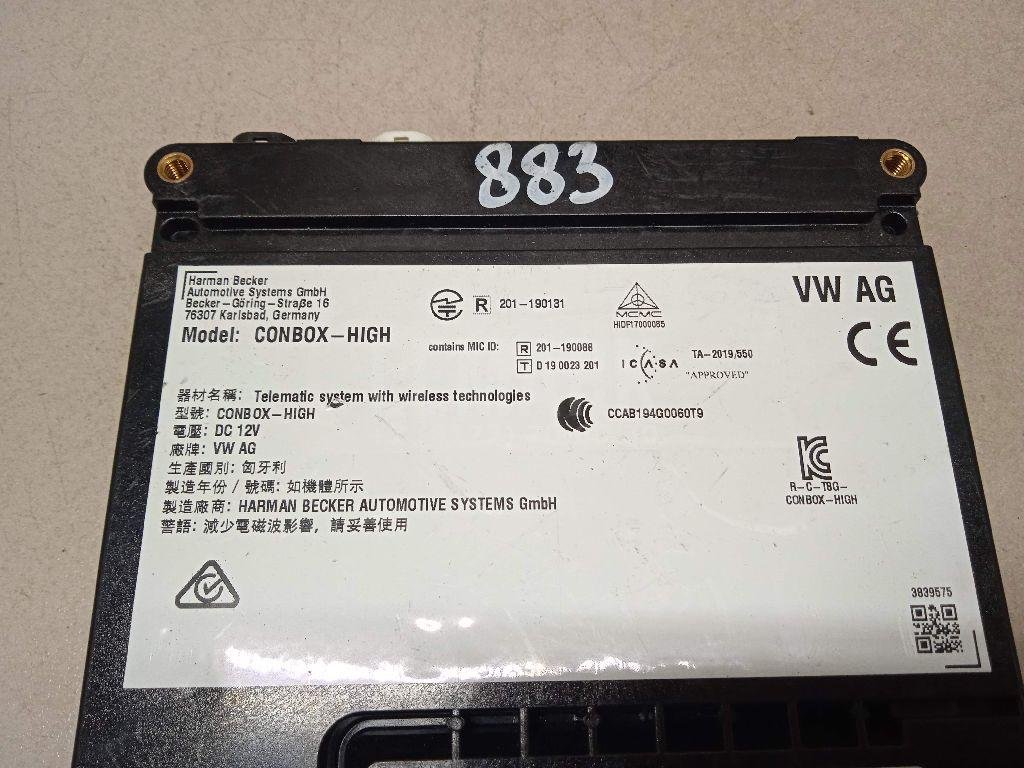 883
Harman Becker
Automotive Systems GmbH
Becker-Göring-Straße 16
76307 Karlsbad, Germany
Model: CONBOX-HIGH
R 201-190131
MCMC
HIDF17000085
VW AG
CE
contains MIC ID:
R 201-190086
T D 19 0023 201
ICASA
TA-2019/550
"APPROVED"
器材名稱: Telematic system with wireless technologies
型號: CONBOX-HIGH
電壓: DC 12V
廠牌: VW AG
生產國別: 匈牙利
製造年份 / 號碼: 如機體所示
製造廠商: HARMAN BECKER AUTOMOTIVE SYSTEMS GmbH
警語: 減少電磁波影響, 請妥善使用
CCAB194G0060T9
R-C-TBG-
CONBOX-HIGH
3839575